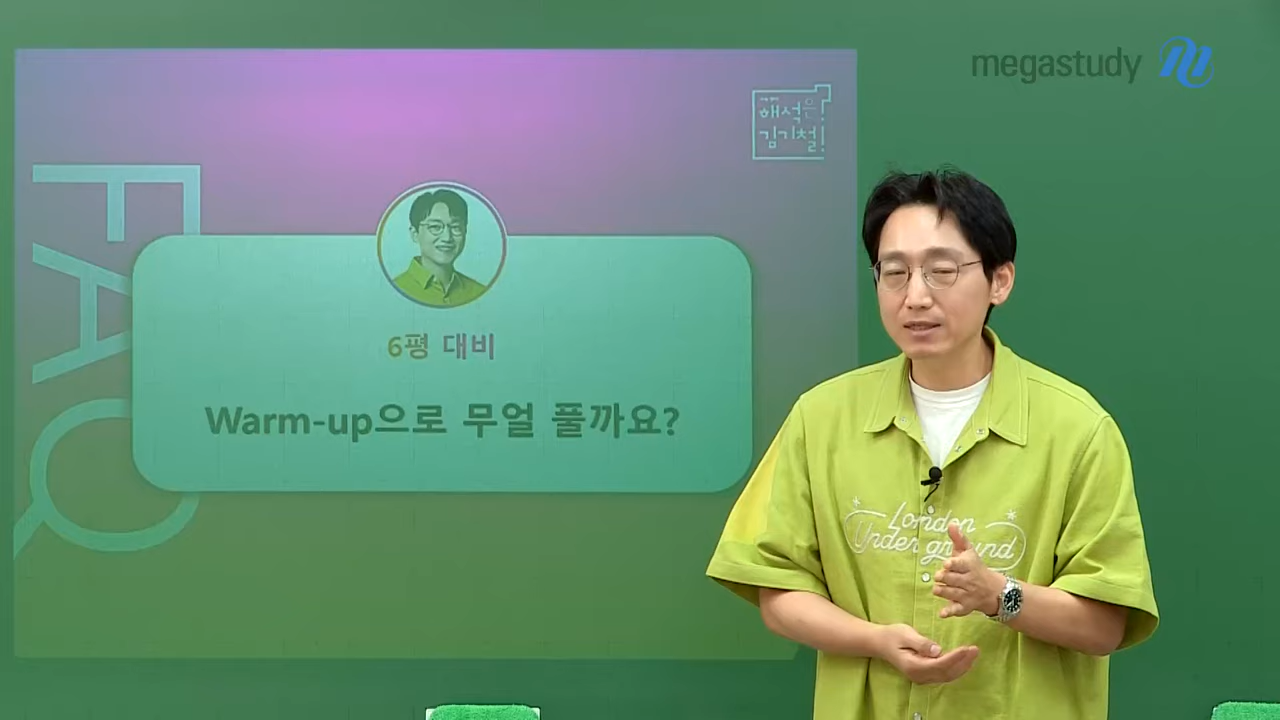 megastudy
해석은!
김기철!
FAQ
6평 대비
Warm-up으로 무얼 풀까요?
London
Underground